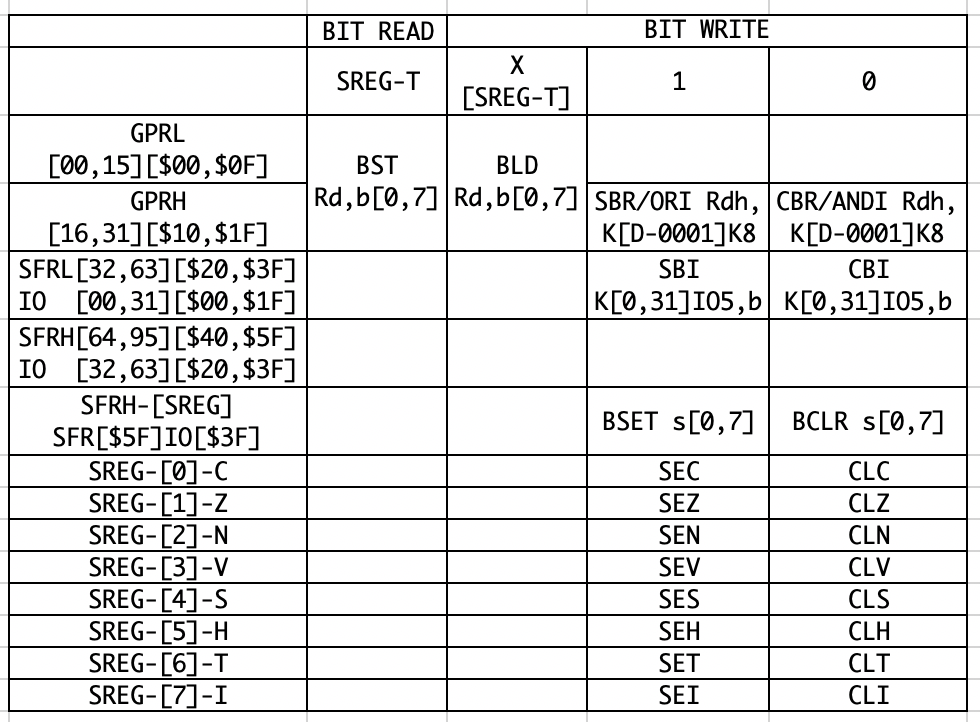 BIT READ BIT WRITE
SREG-T X 1 0
[SREG-T]
GPRL
[00,15][$00,$0F] BST BLD
Rd,b[0,7] Rd,b[0,7]
GPRH SBR/ORI Rdh, CBR/ANDI Rdh,
[16,31][$10,$1F] K[D-0001]K8 K[D-0001]K8
SFRL[32,63][$20,$3F] SBI CBI
IO [00,31][$00,$1F] K[0,31]IO5,b K[0,31]IO5,b
SFRH[64,95][$40,$5F]
IO [32,63][$20,$3F]
SFRH-[SREG] BSET s[0,7] BCLR s[0,7]
SFR[$5F]IO[$3F]
SREG-[0]-C SEC CLC
SREG-[1]-Z SEZ CLZ
SREG-[2]-N SEN CLN
SREG-[3]-V SEV CLV
SREG-[4]-S SES CLS
SREG-[5]-H SEH CLH
SREG-[6]-T SET CLT
SREG-[7]-I SEI CLI